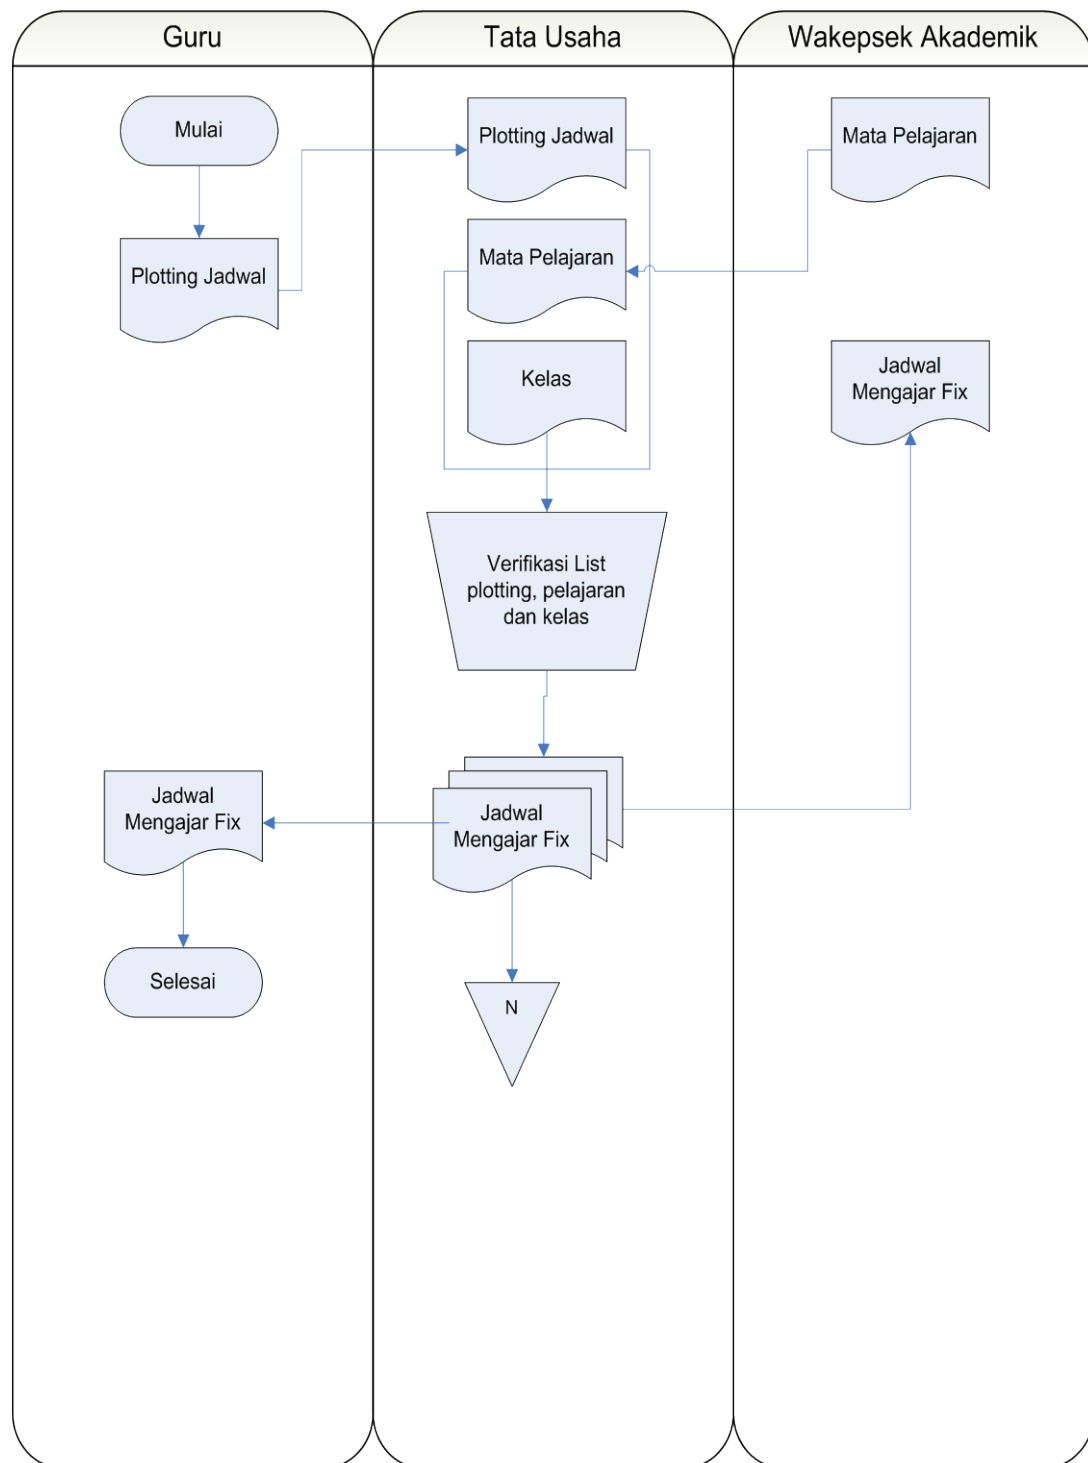 Guru
Tata Usaha
Wakepsek Akademik
Mulai
Plotting Jadwal
Mata Pelajaran
Plotting Jadwal
Mata Pelajaran
Kelas
Jadwal
Mengajar Fix
Verifikasi List
plotting, pelajaran
dan kelas
Jadwal
Mengajar Fix
Jadwal
Mengajar Fix
Selesai
N